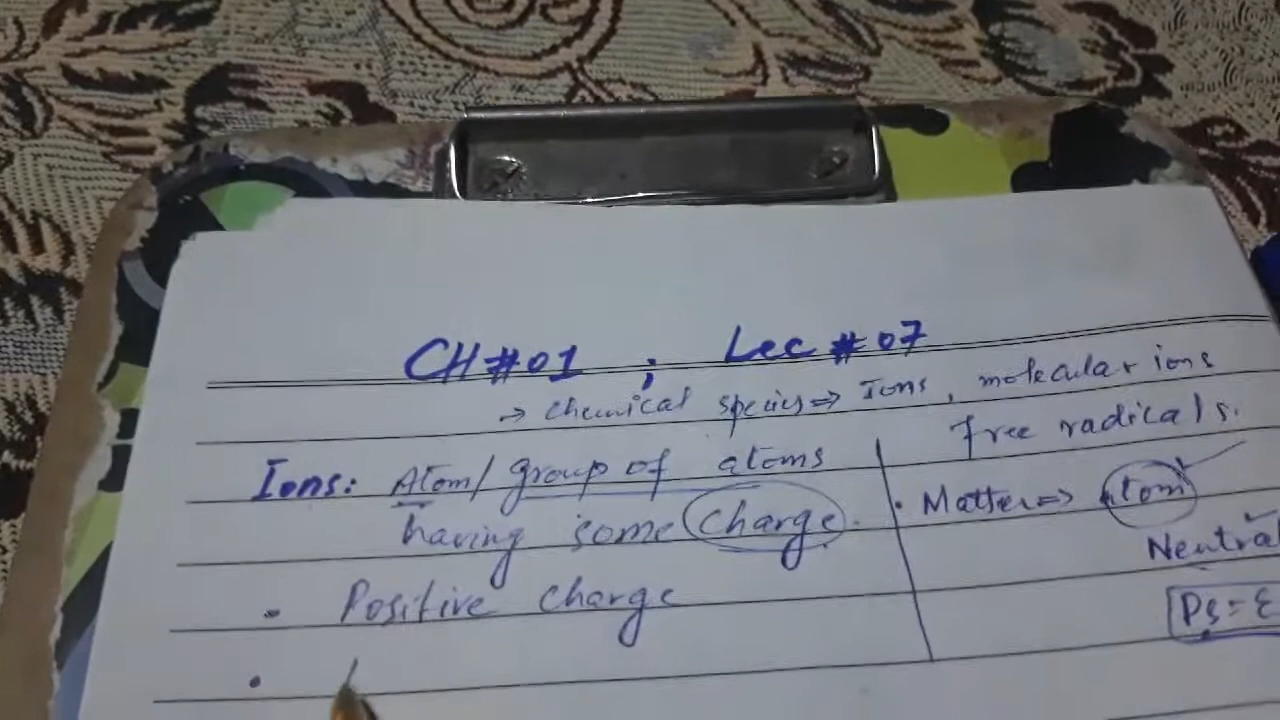 CH#01 ; Lec # 07
→ Chemical species ⇒ Ions, molecular ions
Free radicals.
Ions: Atom/group of atoms
having some charge.
• Positive charge
•
• Matter ⇒ atom
Neutral